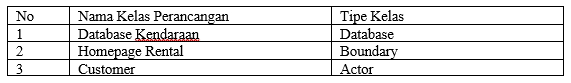 No Nama Kelas Perancangan Tipe Kelas
1 Database Kendaraan Database
2 Homepage Rental Boundary
3 Customer Actor